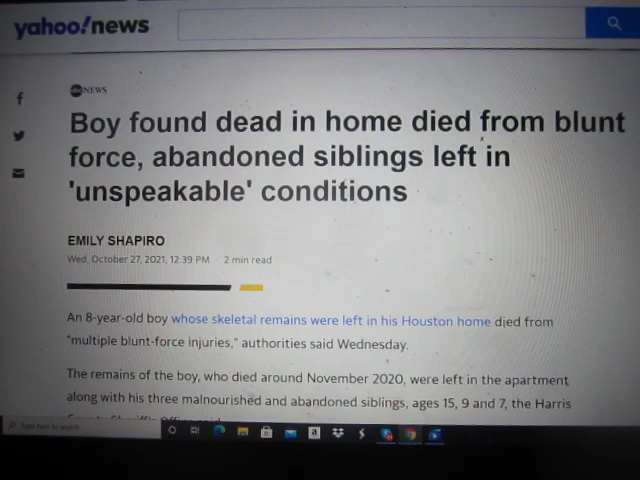 yahoo!news
abc NEWS
Boy found dead in home died from blunt
force, abandoned siblings left in
'unspeakable' conditions
EMILY SHAPIRO
Wed, October 27, 2021, 12:39 PM · 2 min read
An 8-year-old boy whose skeletal remains were left in his Houston home died from
"multiple blunt-force injuries," authorities said Wednesday.
The remains of the boy, who died around November 2020, were left in the apartment
along with his three malnourished and abandoned siblings, ages 15, 9 and 7, the Harris
Type here to search